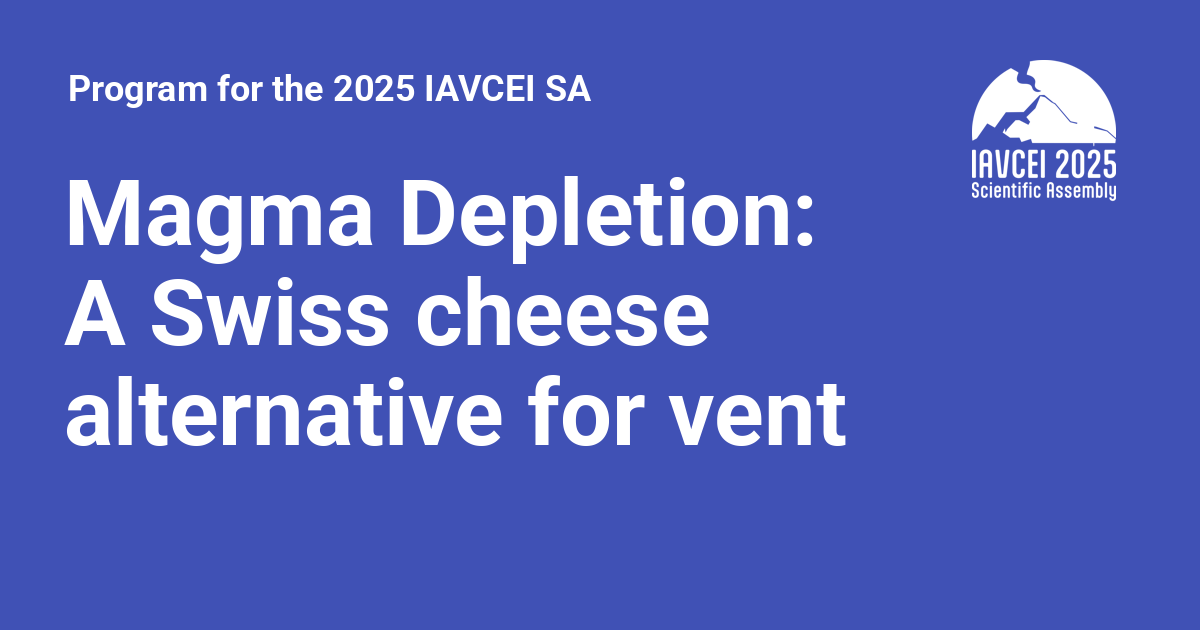 Program for the 2025 IAVCEI SA
Magma Depletion:
A Swiss cheese
alternative for vent
IAVCEI 2025
Scientific Assembly